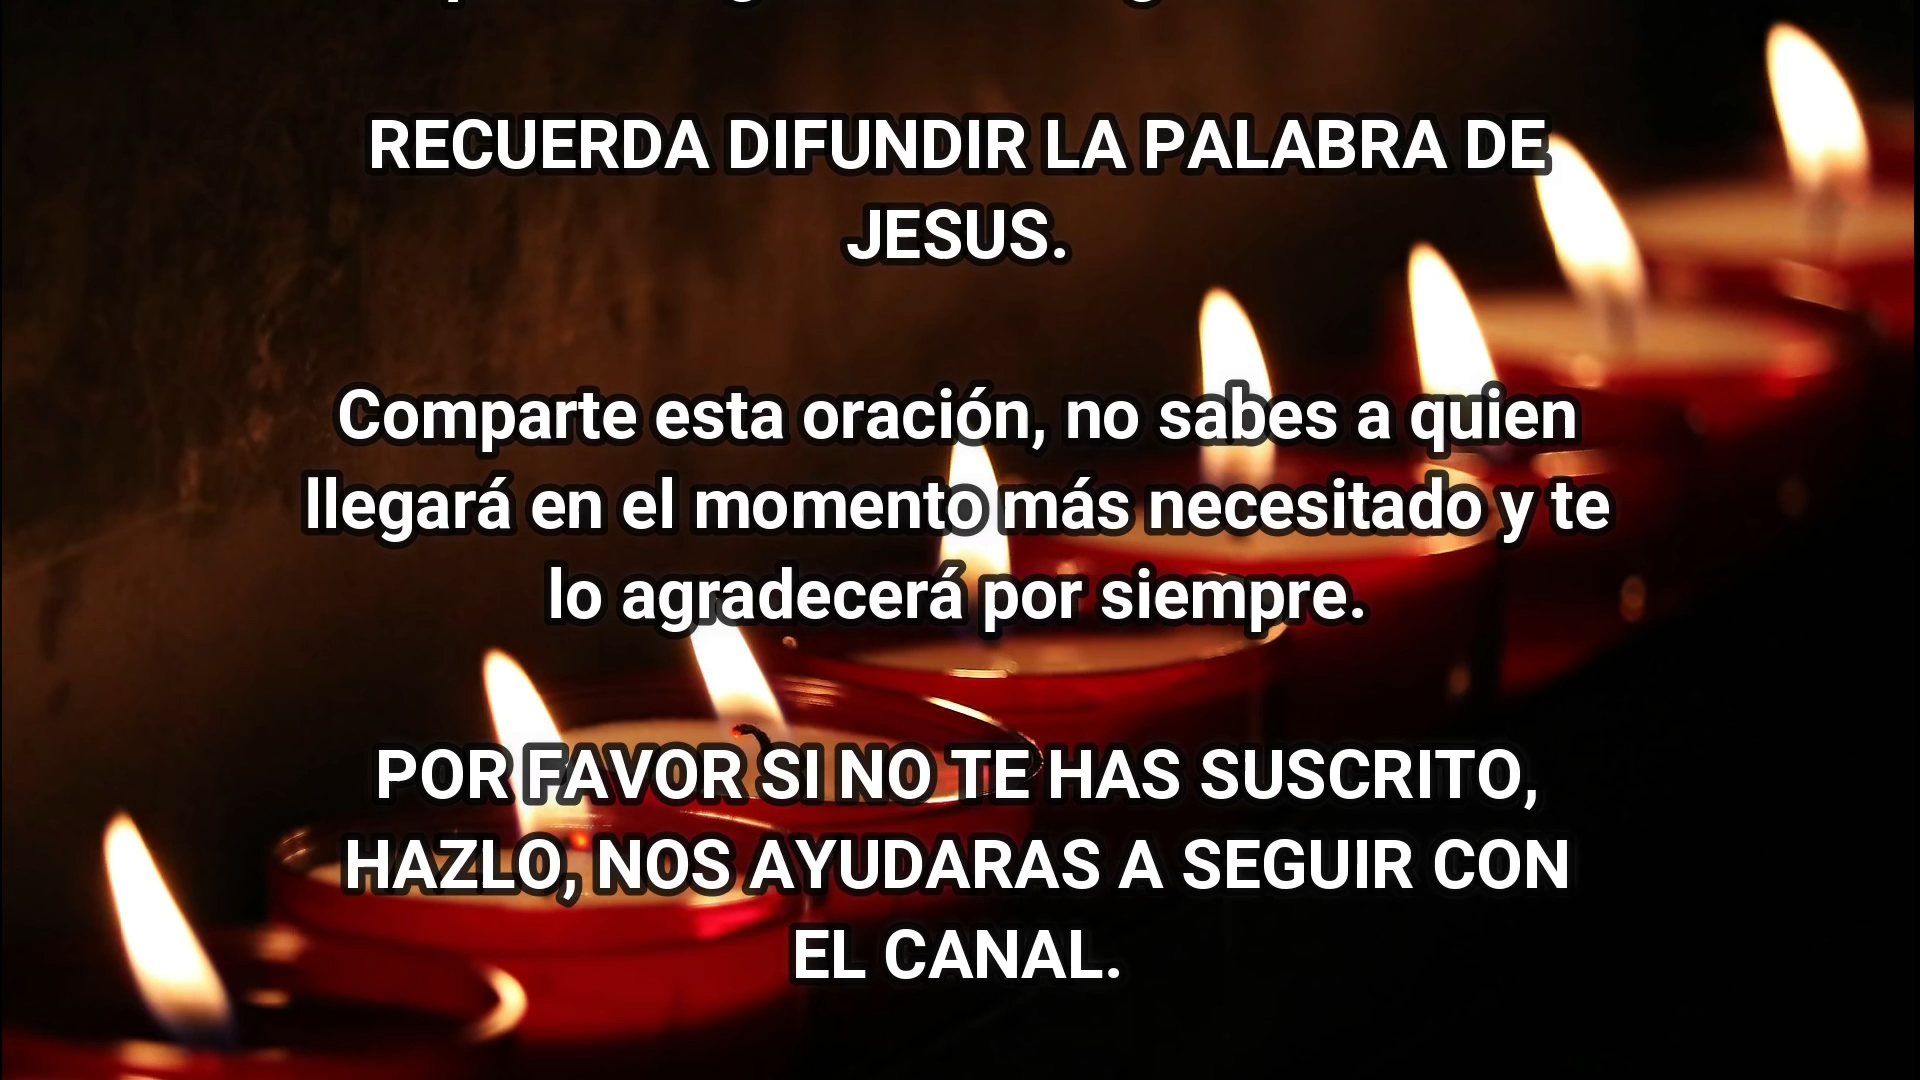 RECUERDA DIFUNDIR LA PALABRA DE
JESUS.
Comparte esta oración, no sabes a quien
llegará en el momento más necesitado y te
lo agradecerá por siempre.
POR FAVOR SI NO TE HAS SUSCRITO,
HAZLO, NOS AYUDARAS A SEGUIR CON
EL CANAL.